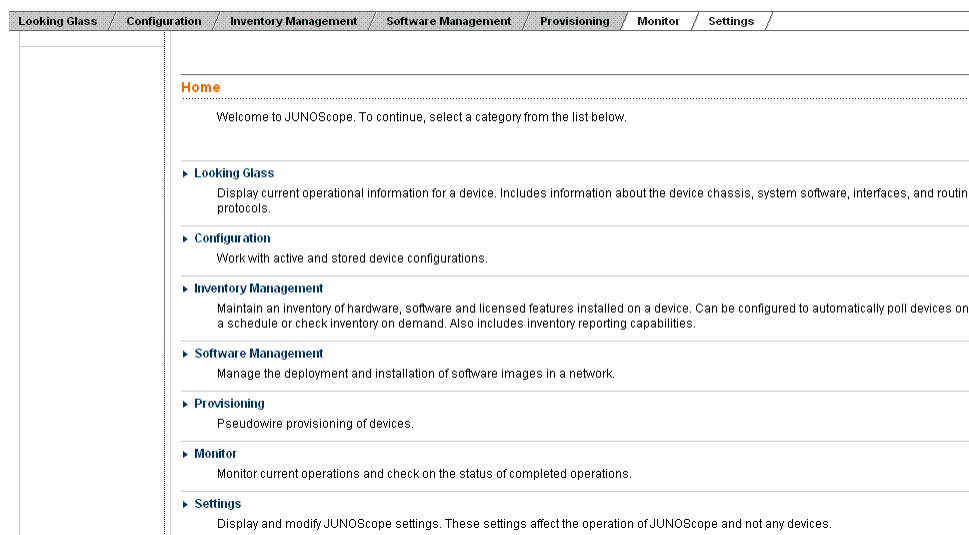 Looking Glass Configuration Inventory Management Software Management Provisioning Monitor Settings
Home
Welcome to JUNOScope. To continue, select a category from the list below.
Looking Glass
Display current operational information for a device. Includes information about the device chassis, system software, interfaces, and routin
protocols.
Configuration
Work with active and stored device configurations.
Inventory Management
Maintain an inventory of hardware, software and licensed features installed on a device. Can be configured to automatically poll devices on
a schedule or check inventory on demand. Also includes inventory reporting capabilities.
Software Management
Manage the deployment and installation of software images in a network.
Provisioning
Pseudowire provisioning of devices.
Monitor
Monitor current operations and check on the status of completed operations.
Settings
Display and modify JUNOScope settings. These settings affect the operation of JUNOScope and not any devices.